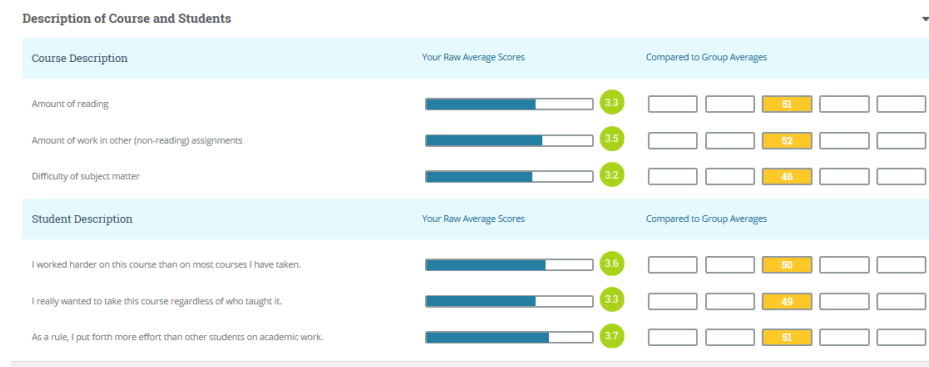 Description of Course and Students
Course Description Your Raw Average Scores Compared to Group Averages
Amount of reading 3.3 51
Amount of work in other (non-reading) assignments 3.5 52
Difficulty of subject matter 3.2 46
Student Description Your Raw Average Scores Compared to Group Averages
I worked harder on this course than on most courses I have taken. 3.6 50
I really wanted to take this course regardless of who taught it. 3.3 49
As a rule, I put forth more effort than other students on academic work. 3.7 51